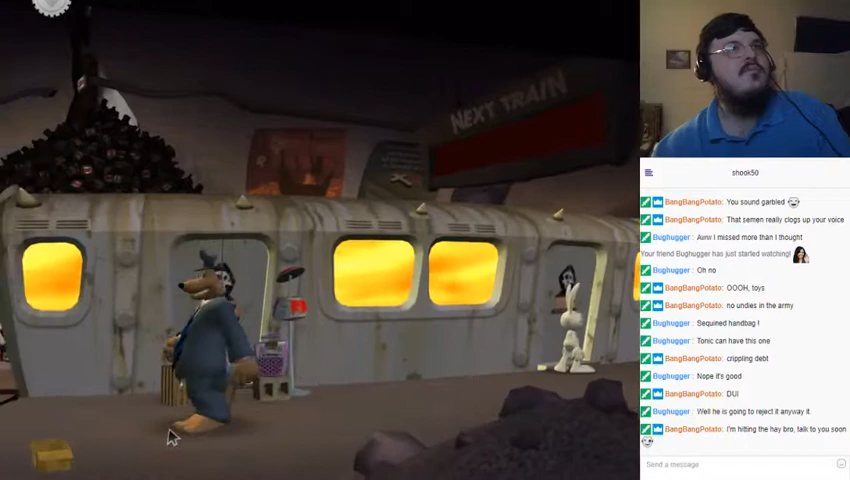 NEXT TRAIN
shook50
BangBangPotato: You sound garbled
BangBangPotato: That semen really clogs up your voice
Bughugger: Aww I missed more than I thought
Your friend Bughugger has just started watching!
Bughugger: Oh no
BangBangPotato: OOOH, toys
BangBangPotato: no undies in the army
Bughugger: Sequined handbag !
Bughugger: Tonic can have this one
BangBangPotato: crippling debt
Bughugger: Nope it's good
BangBangPotato: DUI
Bughugger: Well he is going to reject it anyway it.
BangBangPotato: I'm hitting the hay bro, talk to you soon
Send a message